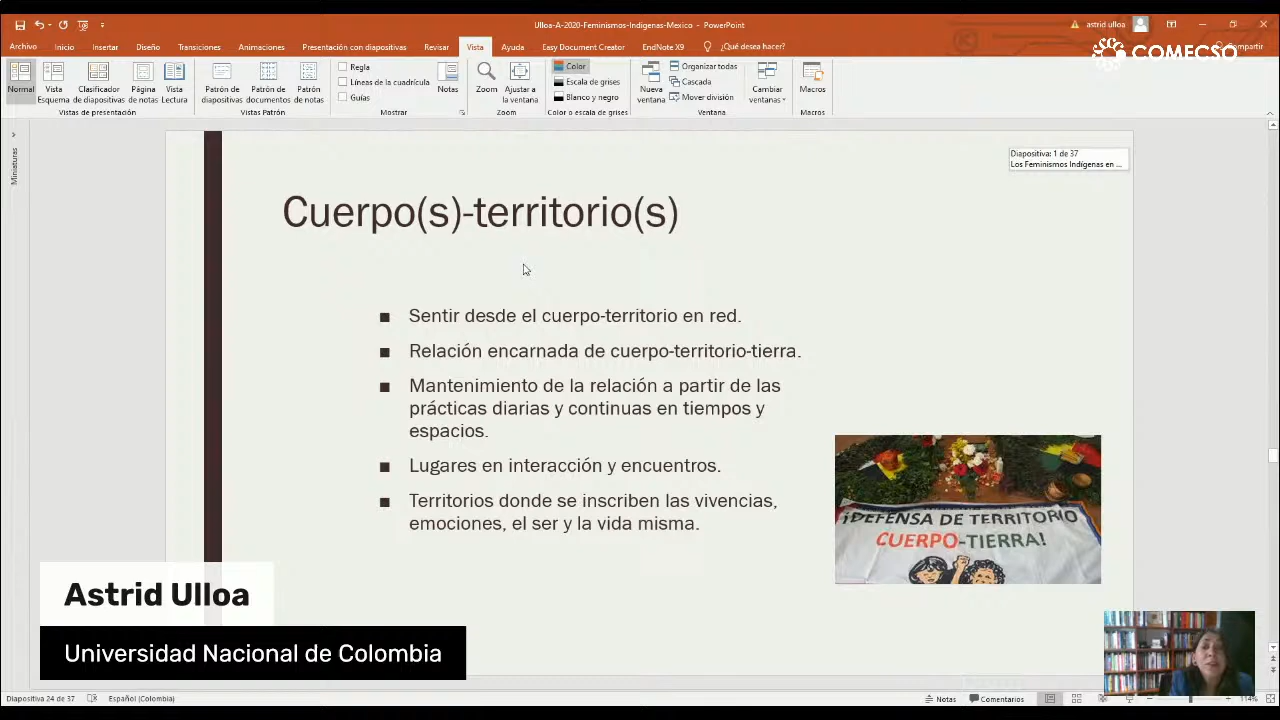 Ulloa-A-2020-Feminismos-Indigenas-Mexico - PowerPoint
astrid ulloa
Archivo Inicio Insertar Diseño Transiciones Animaciones Presentación con diapositivas Revisar Vista Ayuda Easy Document Creator EndNote X9 ¿Qué desea hacer? Compartir
COMECSO
Normal
Vista Esquema
Clasificador de diapositivas
Página de notas
Vista Lectura
Vistas de presentación
Patrón de diapositivas
Patrón de documentos
Patrón de notas
Vistas Patrón
Regla
Líneas de la cuadrícula
Guías
Mostrar
Notas
Zoom
Ajustar a la ventana
Zoom
Color
Escala de grises
Blanco y negro
Color o escala de grises
Nueva ventana
Organizar todas
Cascada
Mover división
Ventana
Cambiar ventanas
Macros
Macros
Miniaturas
Diapositiva: 1 de 37
Los Feminismos Indígenas en ...
Cuerpo(s)-territorio(s)
■ Sentir desde el cuerpo-territorio en red.
■ Relación encarnada de cuerpo-territorio-tierra.
■ Mantenimiento de la relación a partir de las
prácticas diarias y continuas en tiempos y
espacios.
■ Lugares en interacción y encuentros.
■ Territorios donde se inscriben las vivencias,
emociones, el ser y la vida misma.
¡DEFENSA DE TERRITORIO
CUERPO-TIERRA!
Astrid Ulloa
Universidad Nacional de Colombia
Diapositiva 24 de 37 Español (Colombia) Notas Comentarios 114%